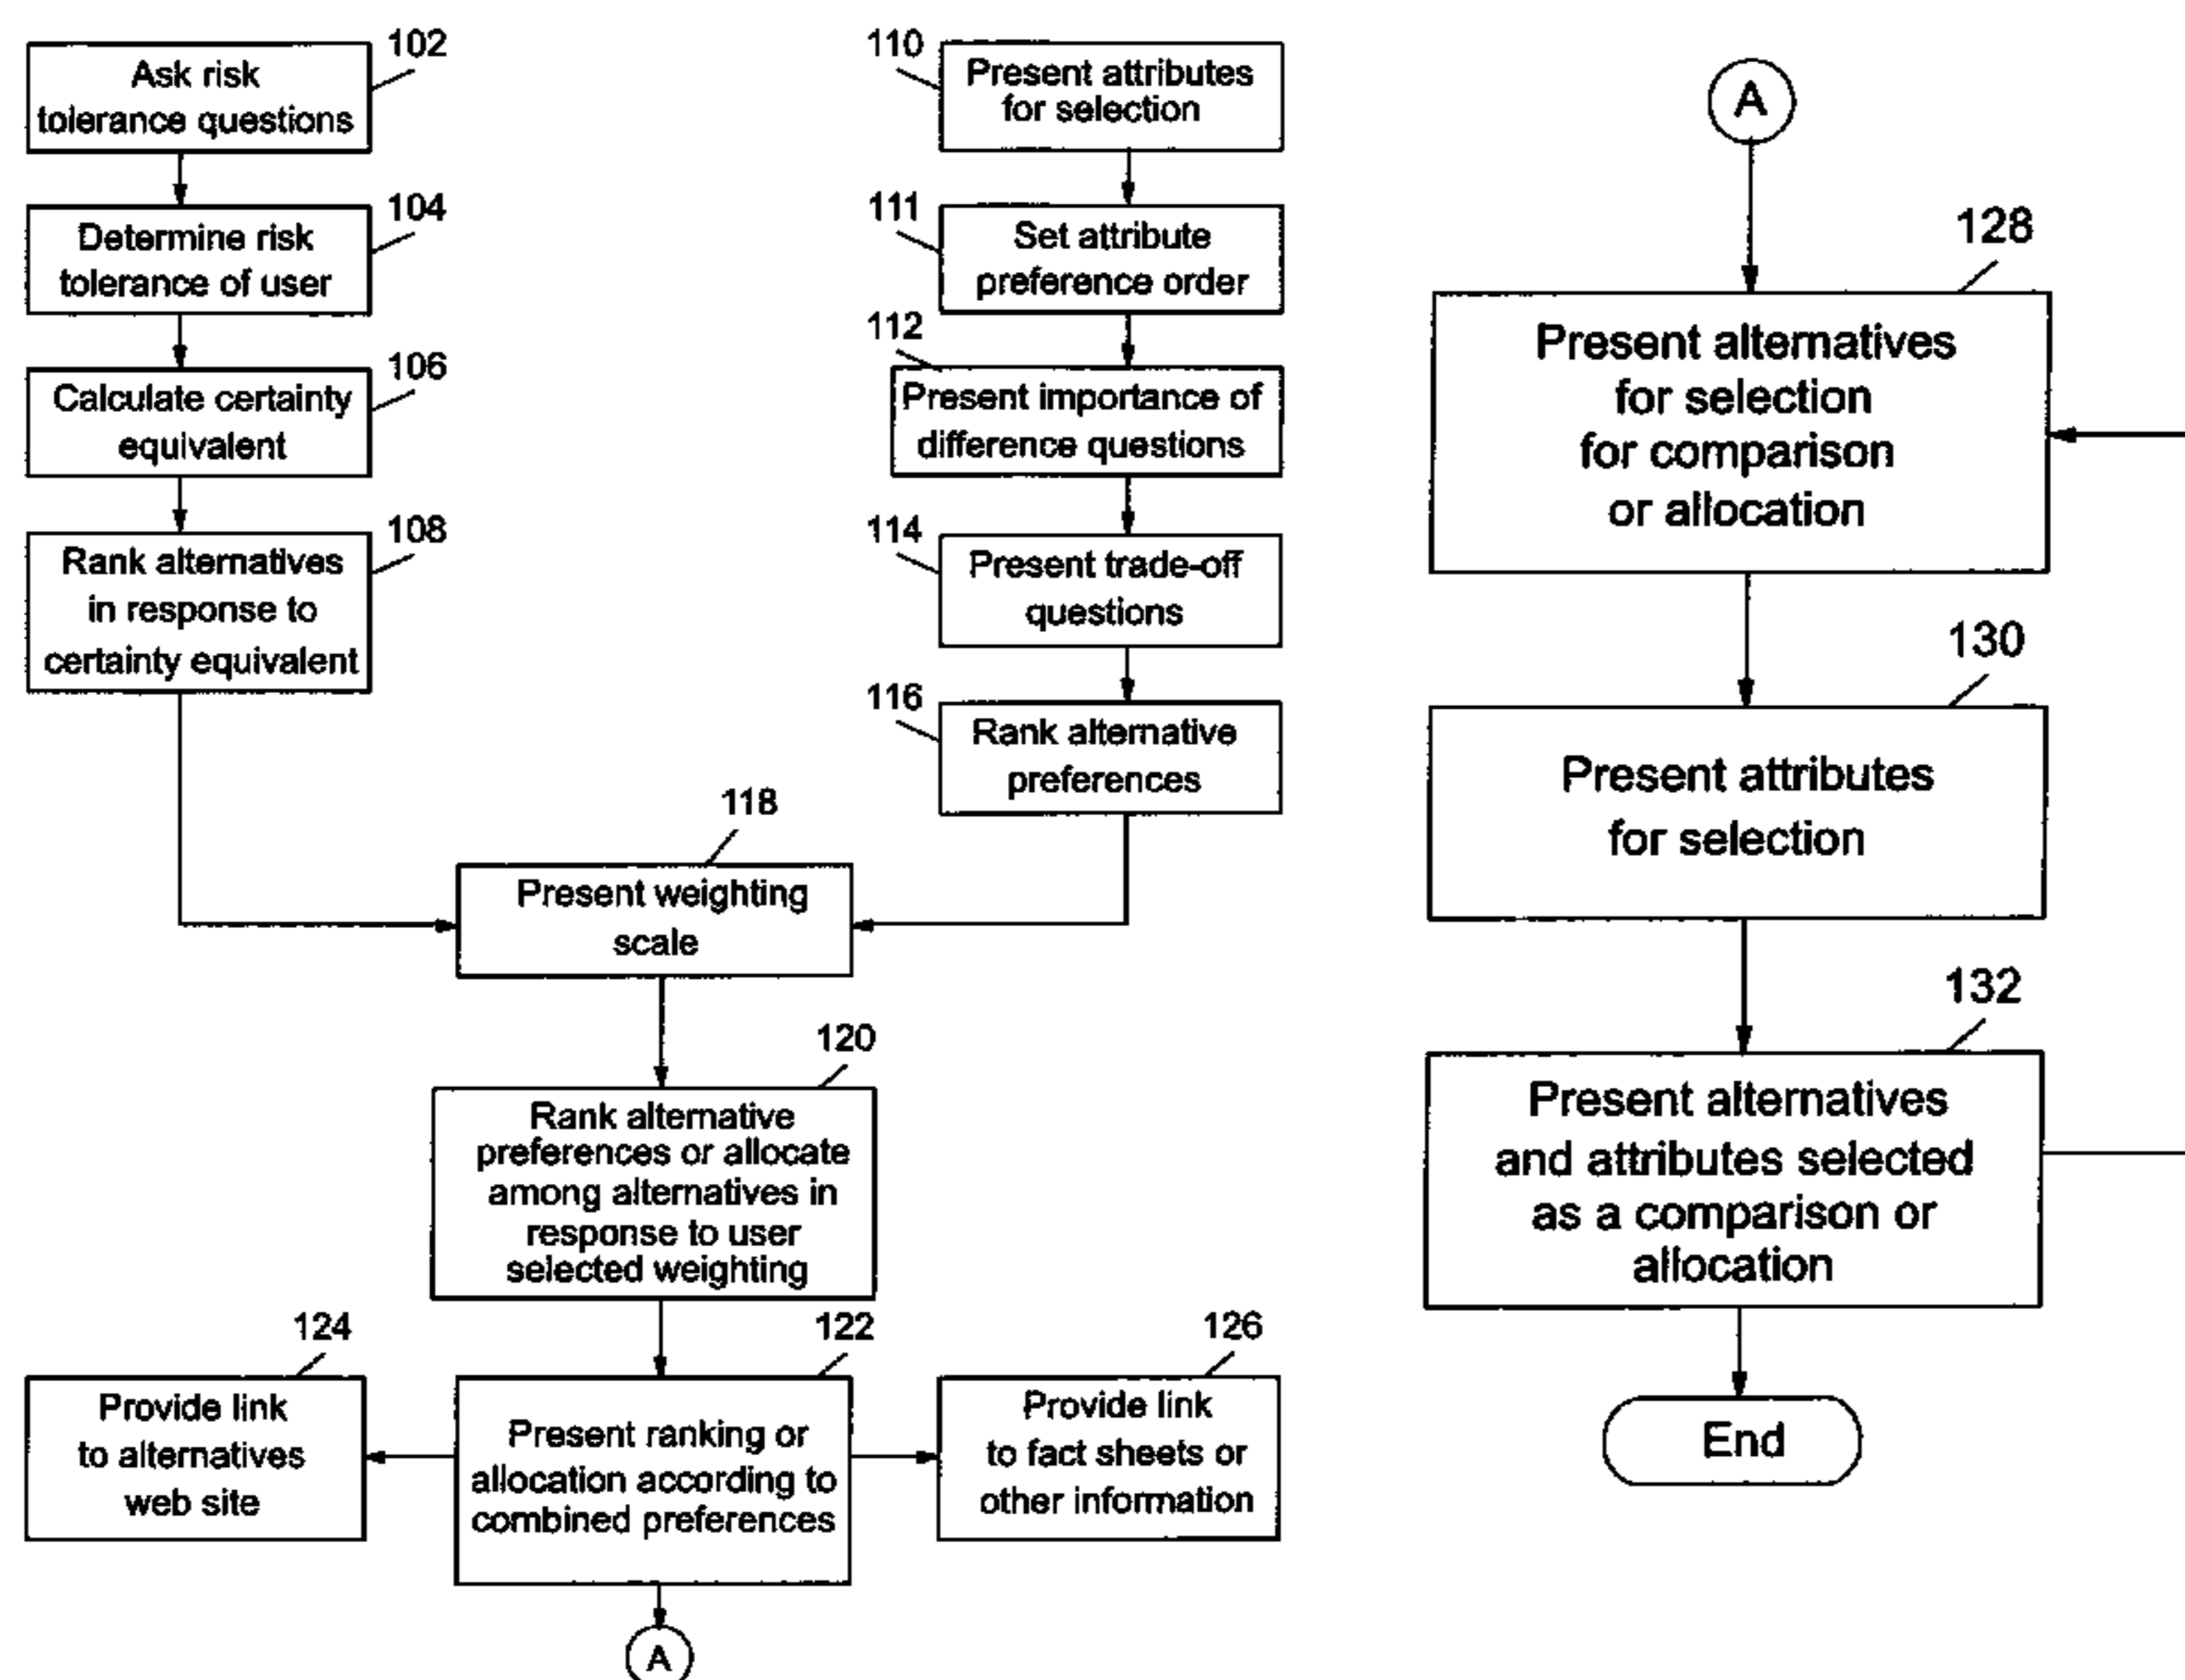 102
Ask risk
tolerance questions
104
Determine risk
tolerance of user
106
Calculate certainty
equivalent
108
Rank alternatives
in response to
certainty equivalent
110
Present attributes
for selection
111
Set attribute
preference order
112
Present importance of
difference questions
114
Present trade-off
questions
116
Rank alternative
preferences
118
Present weighting
scale
120
Rank alternative
preferences or allocate
among alternatives in
response to user
selected weighting
124
Provide link
to alternatives
web site
122
Present ranking or
allocation according to
combined preferences
126
Provide link
to fact sheets or
other information
A
A
128
Present alternatives
for selection
for comparison
or allocation
130
Present attributes
for selection
132
Present alternatives
and attributes selected
as a comparison or
allocation
End